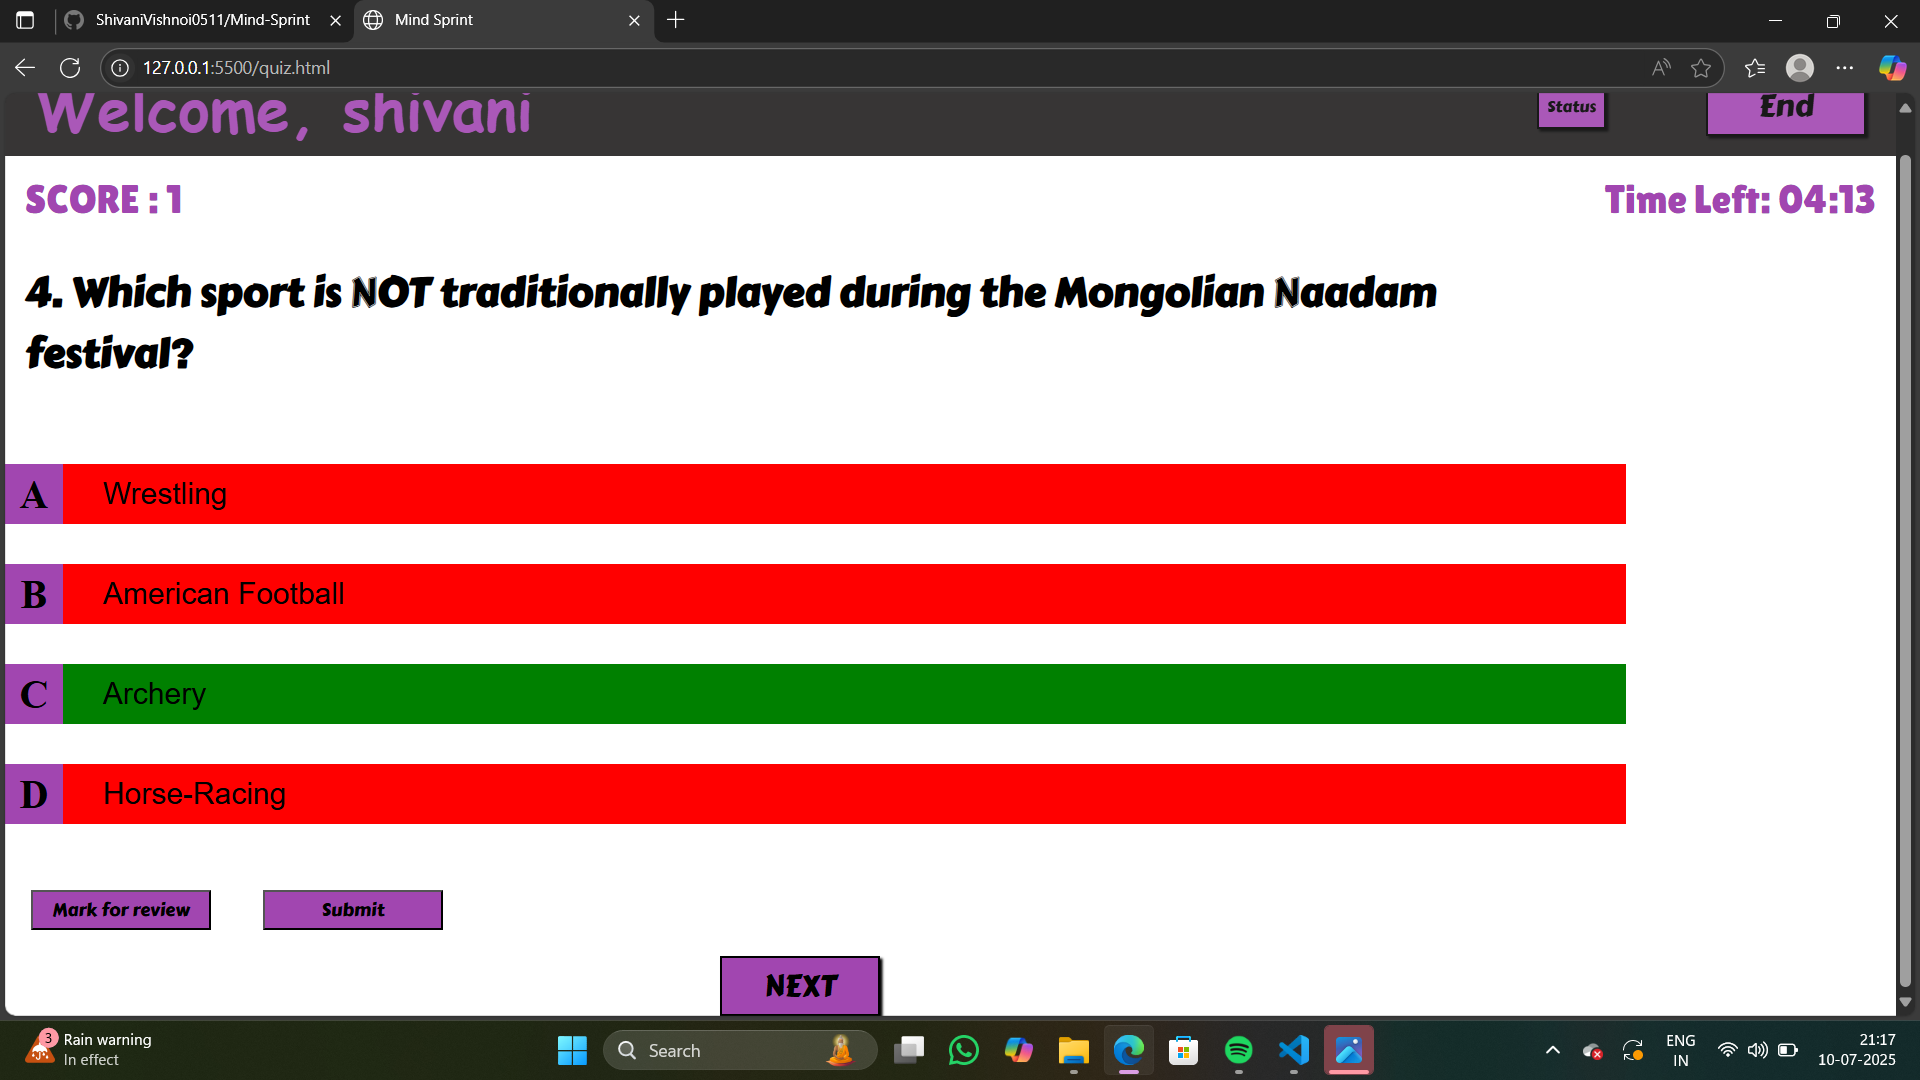 ShivaniVishnoi0511/Mind-Sprint
Mind Sprint
127.0.0.1:5500/quiz.html
Welcome, shivani
Status
End
SCORE : 1
Time Left: 04:13
4. Which sport is NOT traditionally played during the Mongolian Naadam
festival?
A Wrestling
B American Football
C Archery
D Horse-Racing
Mark for review
Submit
NEXT
3
Rain warning
In effect
Search
ENG
IN
21:17
10-07-2025